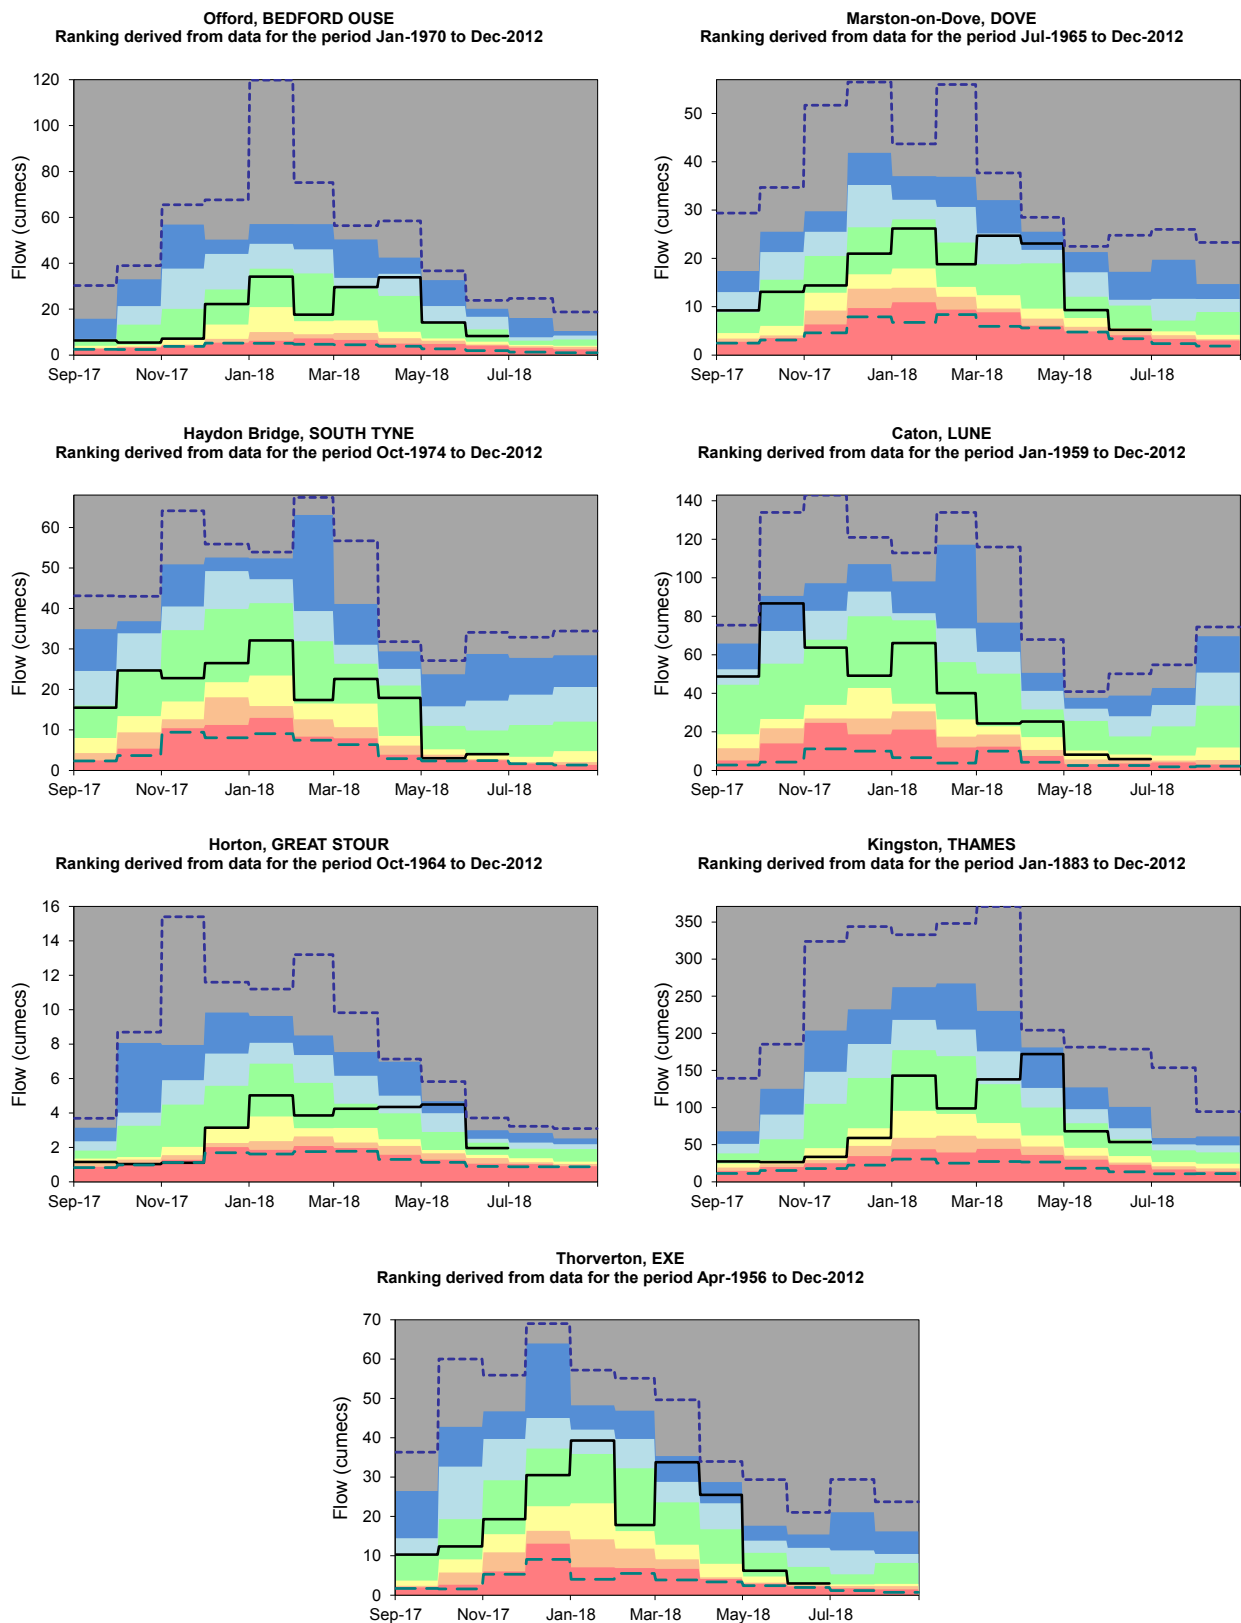 Offord, BEDFORD OUSE
Ranking derived from data for the period Jan-1970 to Dec-2012
Flow (cumecs)
120
100
80
60
40
20
0
Sep-17 Nov-17 Jan-18 Mar-18 May-18 Jul-18
Marston-on-Dove, DOVE
Ranking derived from data for the period Jul-1965 to Dec-2012
Flow (cumecs)
50
40
30
20
10
0
Sep-17 Nov-17 Jan-18 Mar-18 May-18 Jul-18
Haydon Bridge, SOUTH TYNE
Ranking derived from data for the period Oct-1974 to Dec-2012
Flow (cumecs)
60
50
40
30
20
10
0
Sep-17 Nov-17 Jan-18 Mar-18 May-18 Jul-18
Caton, LUNE
Ranking derived from data for the period Jan-1959 to Dec-2012
Flow (cumecs)
140
120
100
80
60
40
20
0
Sep-17 Nov-17 Jan-18 Mar-18 May-18 Jul-18
Horton, GREAT STOUR
Ranking derived from data for the period Oct-1964 to Dec-2012
Flow (cumecs)
16
14
12
10
8
6
4
2
0
Sep-17 Nov-17 Jan-18 Mar-18 May-18 Jul-18
Kingston, THAMES
Ranking derived from data for the period Jan-1883 to Dec-2012
Flow (cumecs)
350
300
250
200
150
100
50
0
Sep-17 Nov-17 Jan-18 Mar-18 May-18 Jul-18
Thorverton, EXE
Ranking derived from data for the period Apr-1956 to Dec-2012
Flow (cumecs)
70
60
50
40
30
20
10
0
Sep-17 Nov-17 Jan-18 Mar-18 May-18 Jul-18